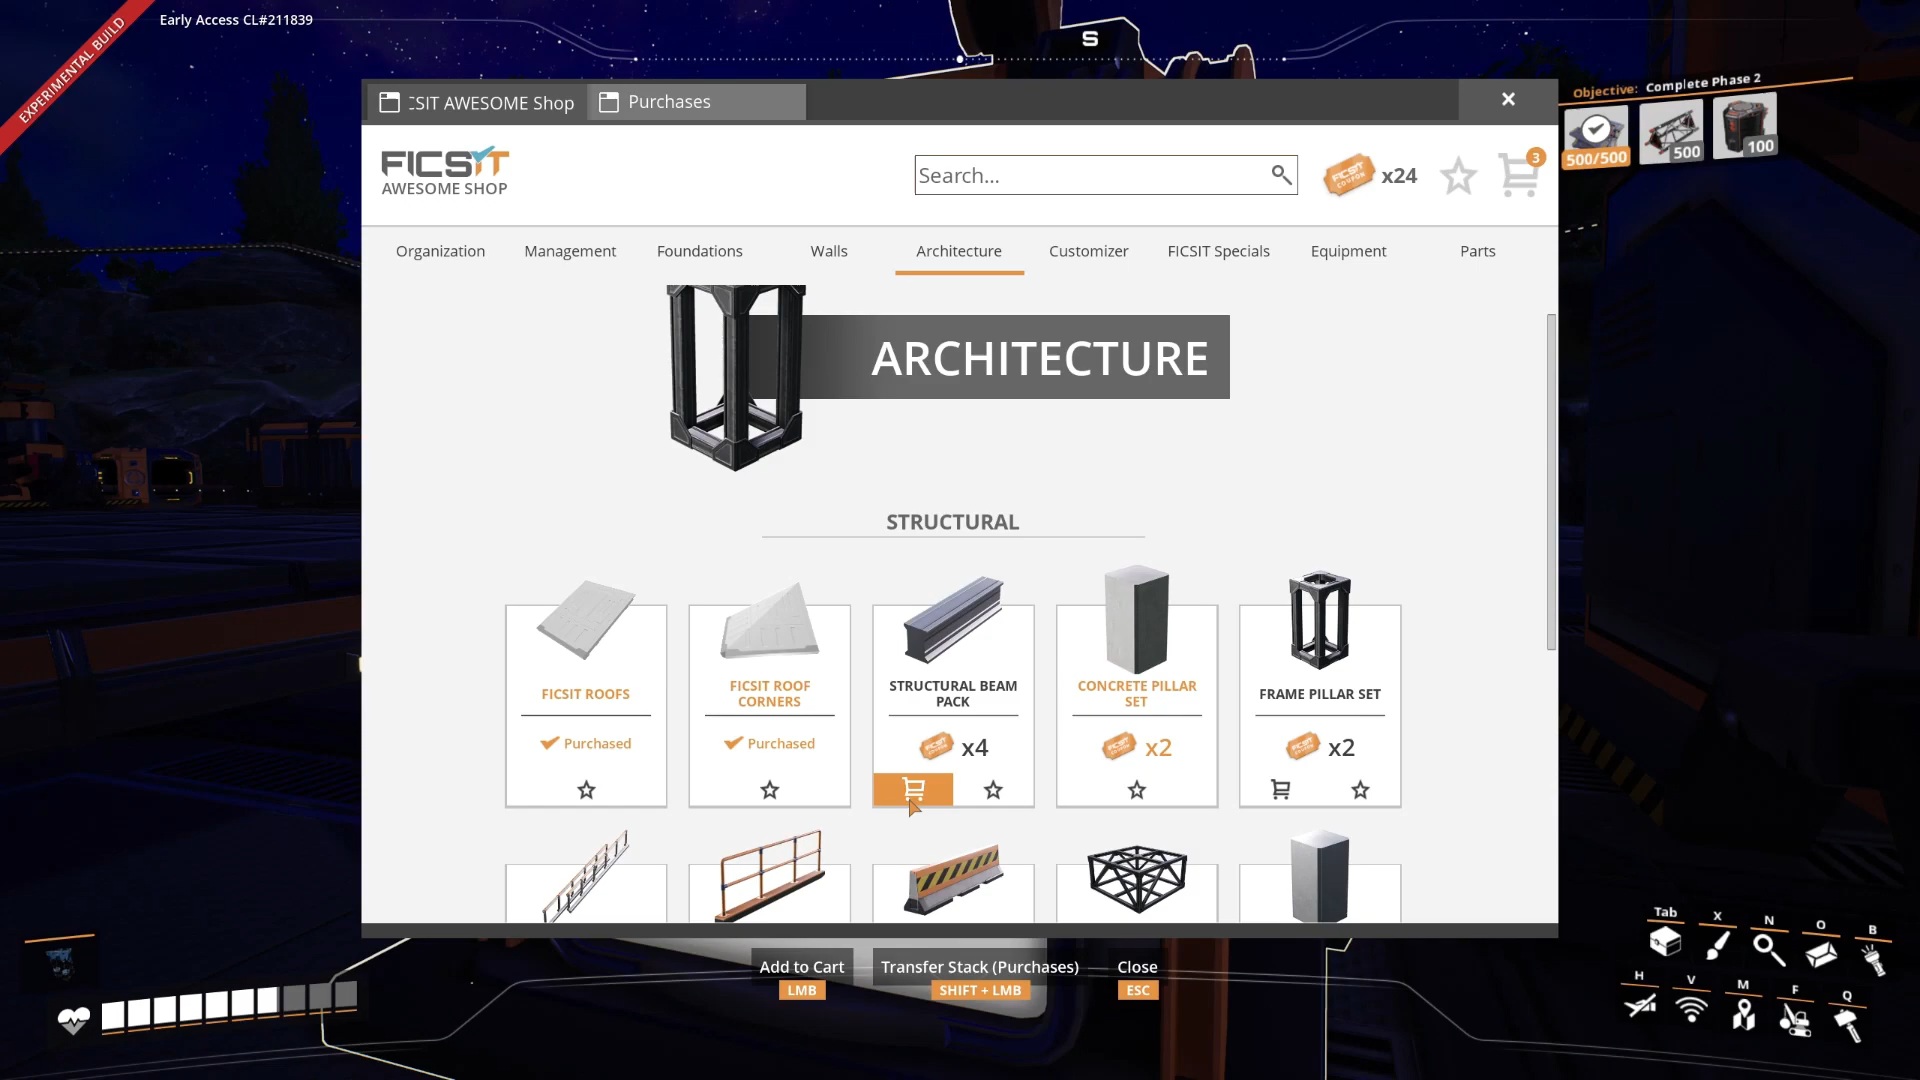 EXPERIMENTAL BUILD
Early Access CL#211839
S
Objective: Complete Phase 2
500/500
500
100
SIT AWESOME Shop
Purchases
FICSIT
AWESOME SHOP
Search...
x24
3
Organization
Management
Foundations
Walls
Architecture
Customizer
FICSIT Specials
Equipment
Parts
ARCHITECTURE
STRUCTURAL
FICSIT ROOFS
Purchased
FICSIT ROOF
CORNERS
Purchased
STRUCTURAL BEAM
PACK
x4
CONCRETE PILLAR
SET
x2
FRAME PILLAR SET
x2
Add to Cart
LMB
Transfer Stack (Purchases)
SHIFT + LMB
Close
ESC
Tab
X
N
O
B
H
V
M
F
Q